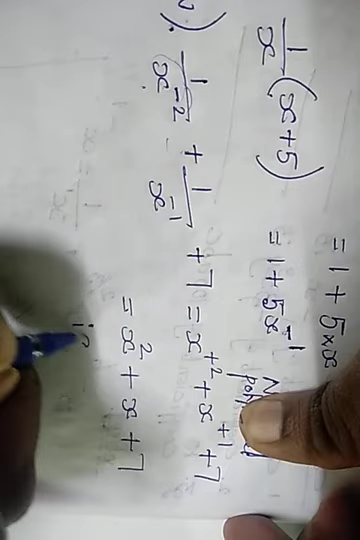 = 1 + 5 × x
1/x (x + 5) = 1 + 5x⁻¹
) 1/x⁻² + 1/x⁻¹ + 7 = x⁺² + x⁺¹ + 7
= x² + x + 7